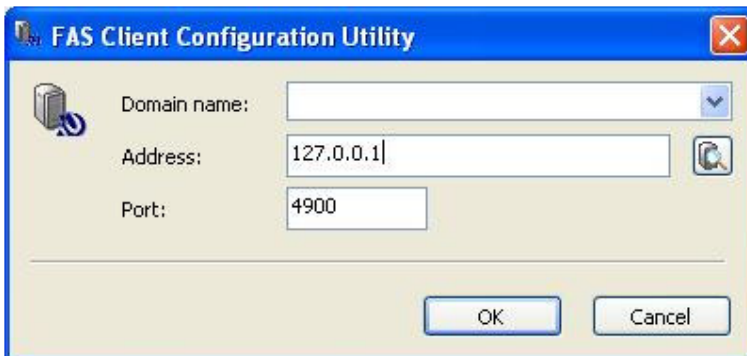 FAS Client Configuration Utility
Domain name:
Address: 127.0.0.1
Port: 4900
OK Cancel